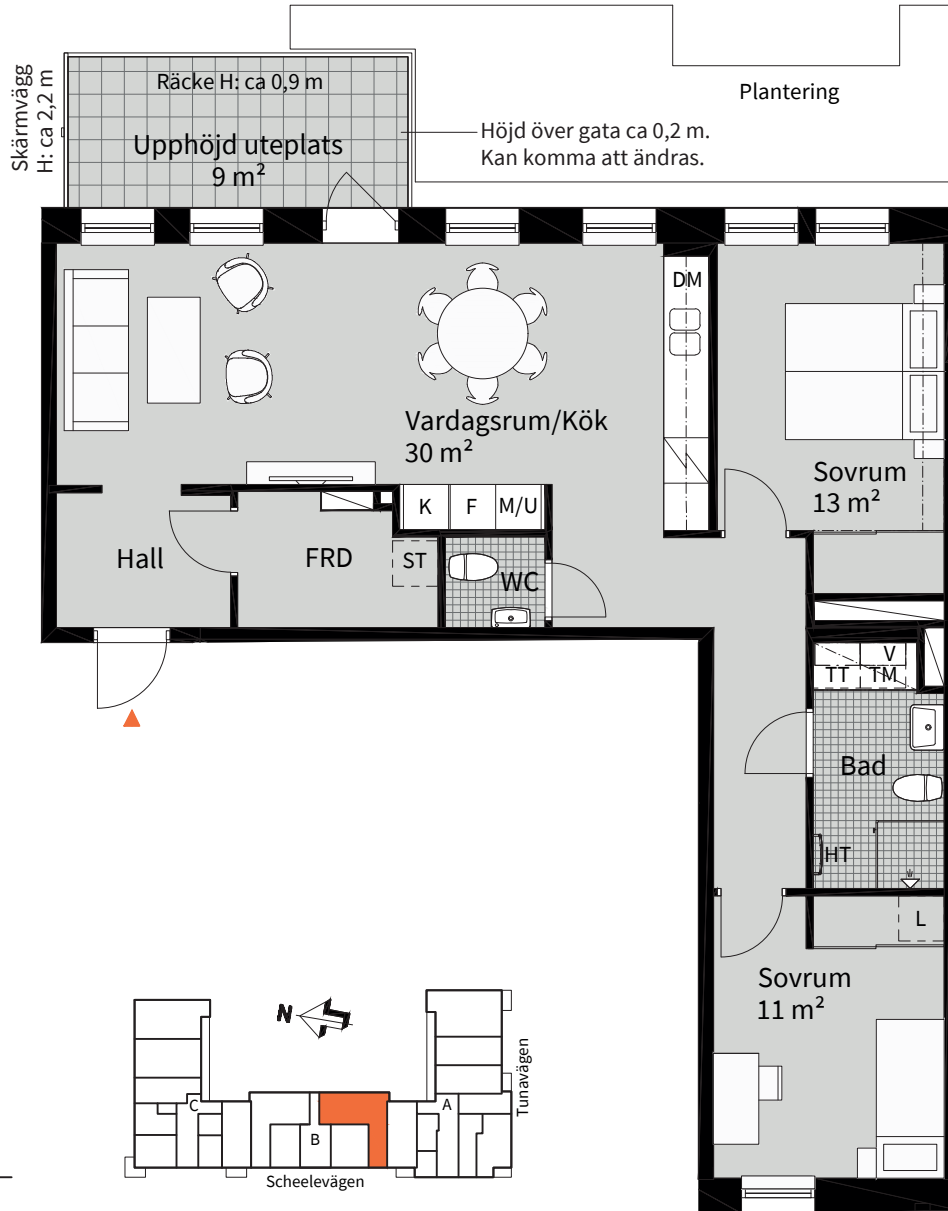 Skärmvägg
H: ca 2,2 m
Räcke H: ca 0,9 m
Upphöjd uteplats
9 m²
Höjd över gata ca 0,2 m.
Kan komma att ändras.
Plantering
DM
Vardagsrum/Kök
30 m²
Sovrum
13 m²
K
F
M/U
Hall
FRD
ST
WC
V
TT
TM
Bad
HT
L
Sovrum
11 m²
N
C
B
A
Tunavägen
Scheelevägen